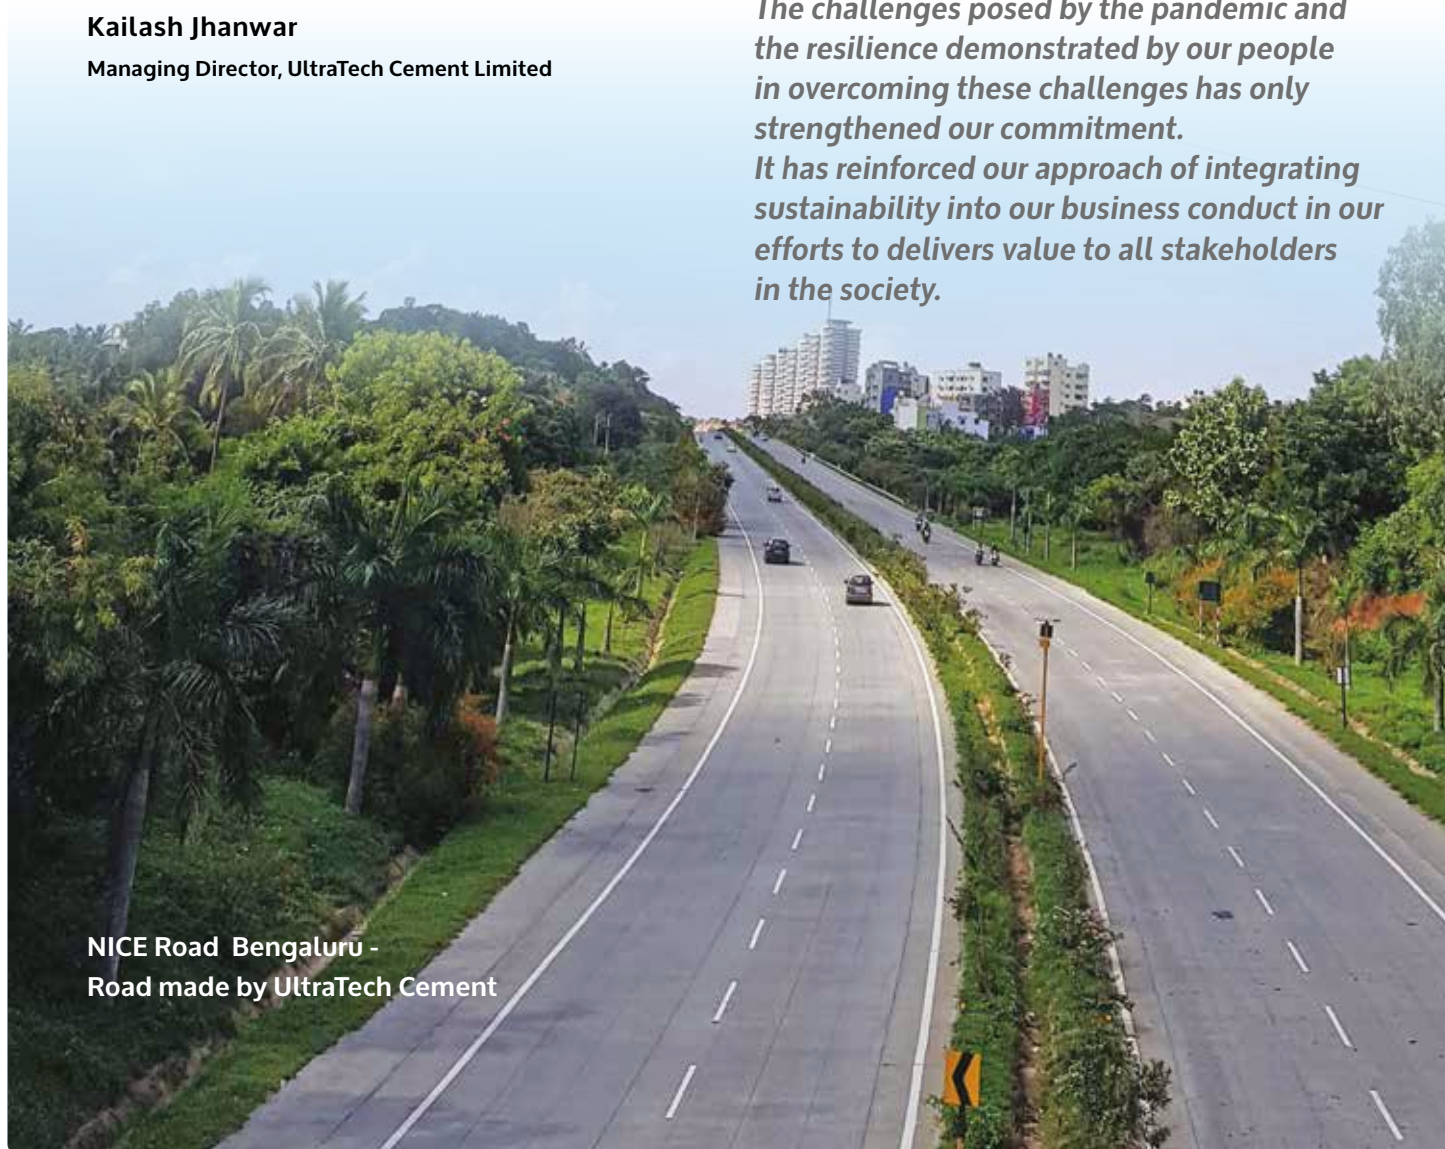 Kailash Jhanwar
Managing Director, UltraTech Cement Limited
The challenges posed by the pandemic and
the resilience demonstrated by our people
in overcoming these challenges has only
strengthened our commitment.
It has reinforced our approach of integrating
sustainability into our business conduct in our
efforts to delivers value to all stakeholders
in the society.
NICE Road Bengaluru -
Road made by UltraTech Cement